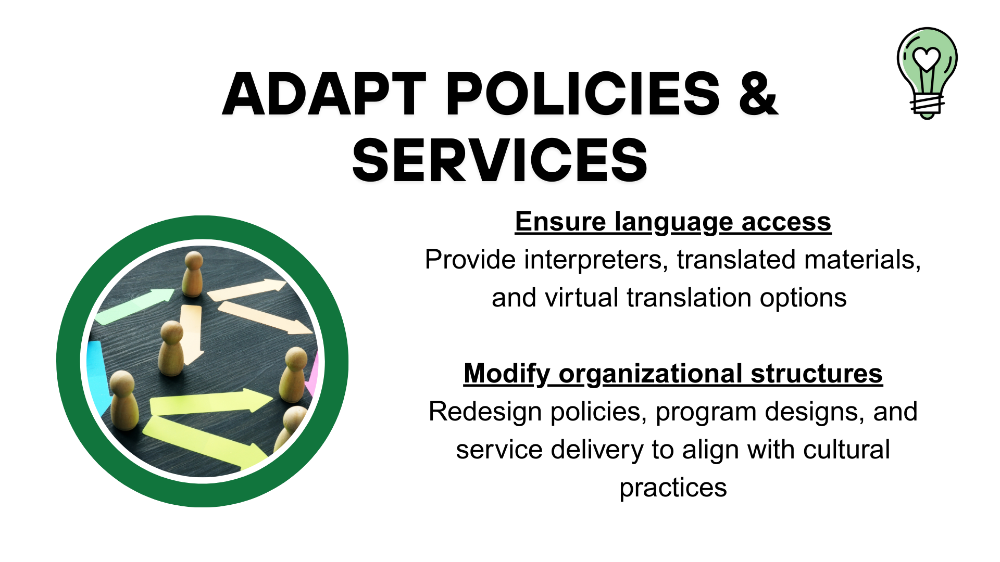 ADAPT POLICIES &
SERVICES
Ensure language access
Provide interpreters, translated materials,
and virtual translation options
Modify organizational structures
Redesign policies, program designs, and
service delivery to align with cultural
practices